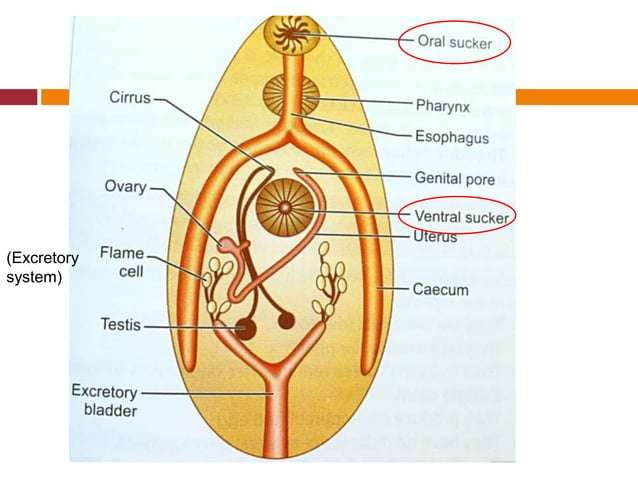 Oral sucker
Cirrus
Pharynx
Esophagus
Genital pore
Ovary
Ventral sucker
Uterus
(Excretory
system)
Flame
cell
Caecum
Testis
Excretory
bladder